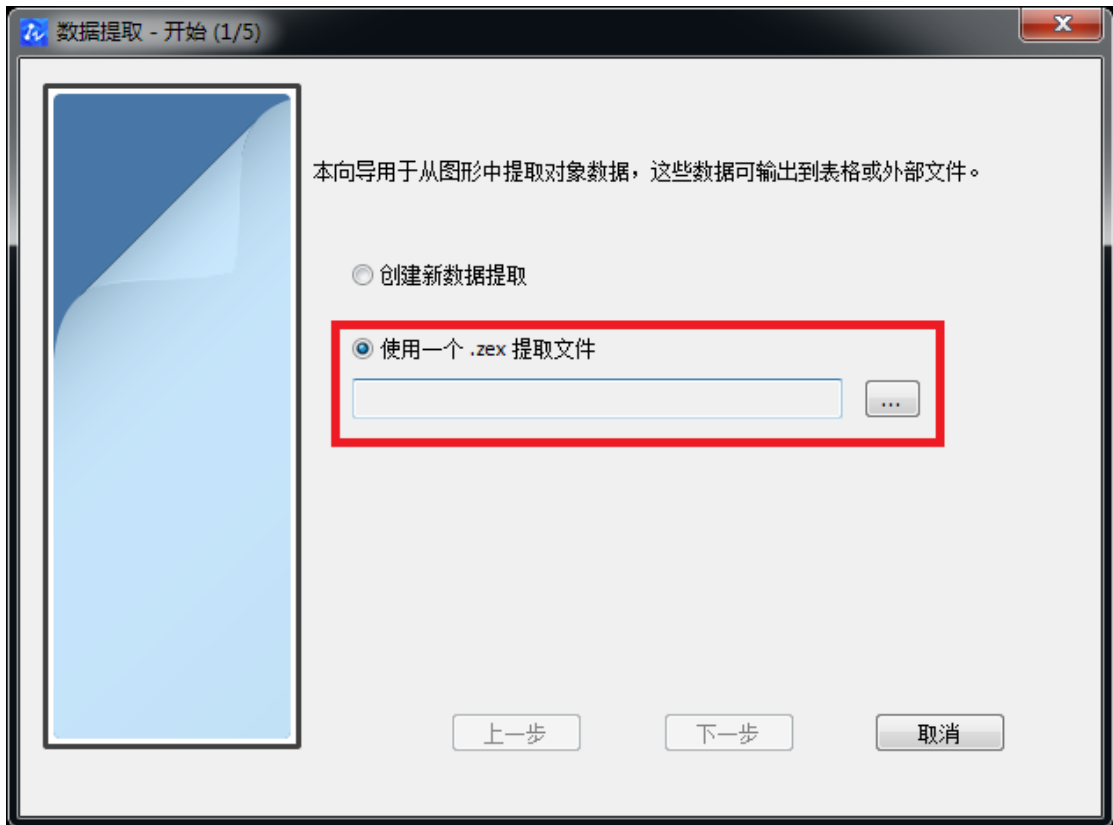 数据提取 - 开始 (1/5)
本向导用于从图形中提取对象数据，这些数据可输出到表格或外部文件。
创建新数据提取
使用一个 .zex 提取文件
...
上一步 下一步 取消